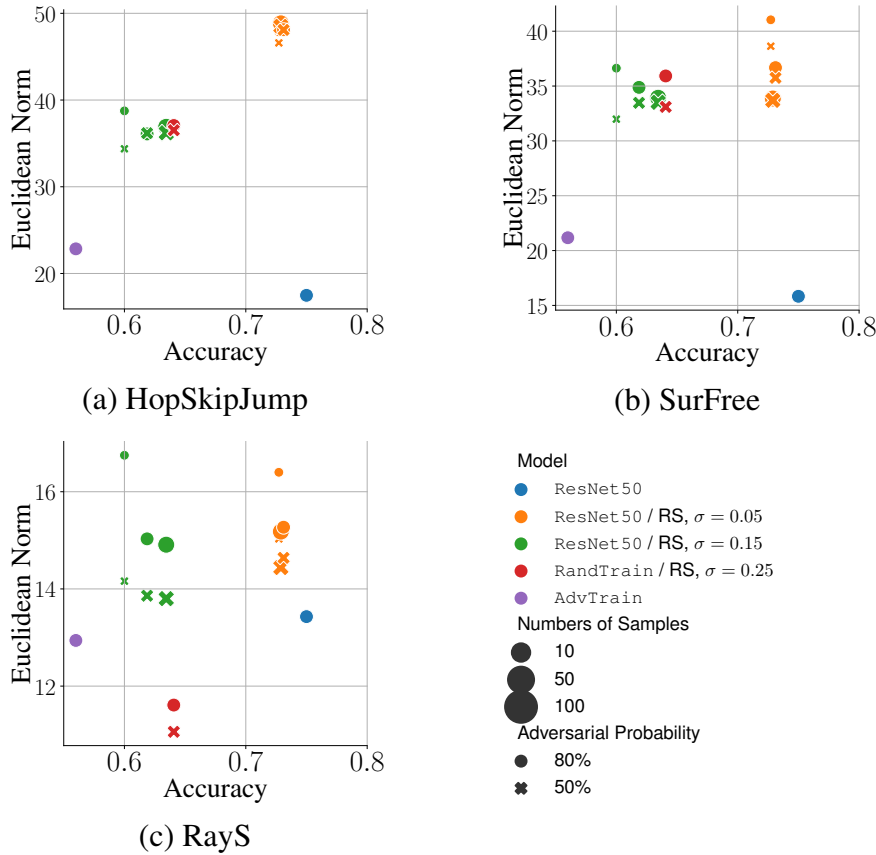 50
40
30
20
Euclidean Norm
0.6 0.7 0.8
Accuracy
(a) HopSkipJump
40
35
30
25
20
15
Euclidean Norm
0.6 0.7 0.8
Accuracy
(b) SurFree
16
14
12
Euclidean Norm
0.6 0.7 0.8
Accuracy
(c) RayS
Model
ResNet50
ResNet50 / RS, σ = 0.05
ResNet50 / RS, σ = 0.15
RandTrain / RS, σ = 0.25
AdvTrain
Numbers of Samples
10
50
100
Adversarial Probability
80%
50%